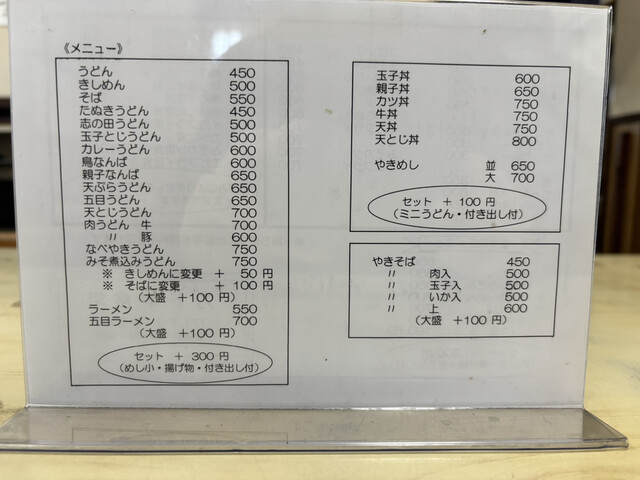 《メニュー》
うどん 450
きしめん 500
そば 550
たぬきうどん 450
志の田うどん 500
玉子とじうどん 500
カレーうどん 600
鳥なんば 600
親子なんば 650
天ぷらうどん 650
五目うどん 650
天とじうどん 700
肉うどん 牛 700
〃 豚 600
なべやきうどん 750
みそ煮込みうどん 750
※ きしめんに変更 + 50 円
※ そばに変更 + 100 円
(大盛 +100 円)
ラーメン 550
五目ラーメン 700
(大盛 +100 円)
セット + 300 円
(めし小・揚げ物・付き出し付)
玉子丼 600
親子丼 650
カツ丼 750
牛丼 750
天丼 750
天とじ丼 800
やきめし 並 650
大 700
セット + 100 円
(ミニうどん・付き出し付)
やきそば 450
〃 肉入 500
〃 玉子入 500
〃 いか入 500
〃 上 600
(大盛 +100 円)